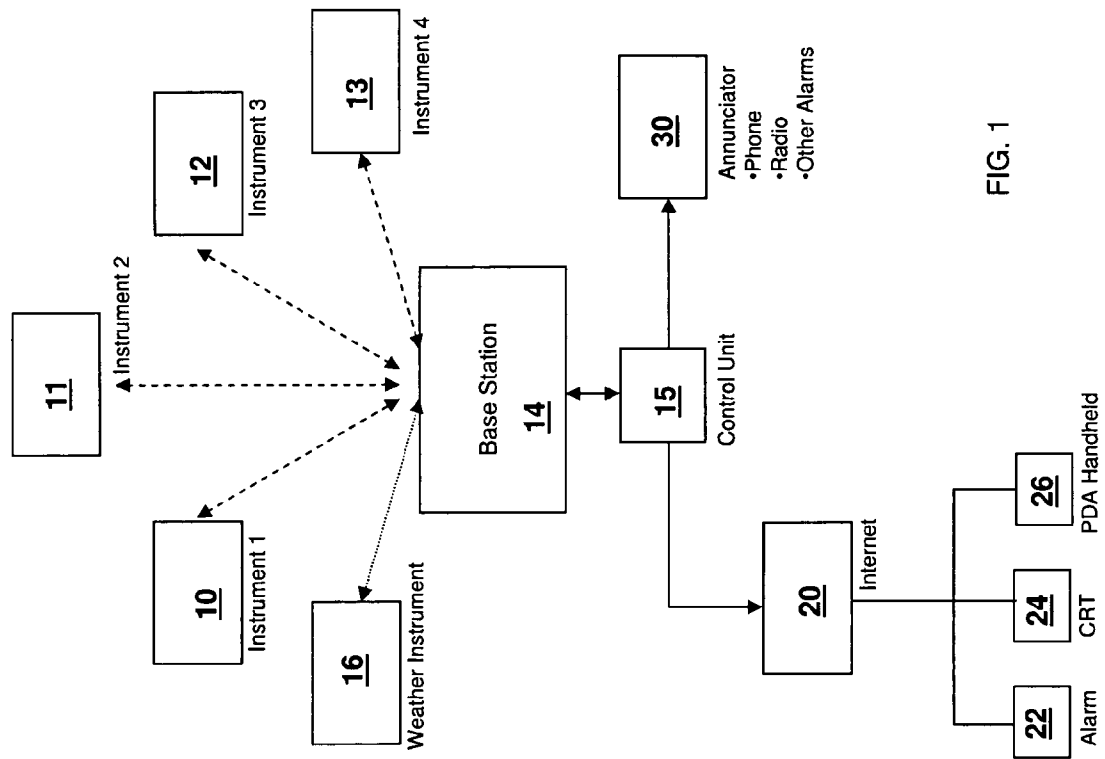 11
Instrument 2
12
Instrument 3
10
Instrument 1
13
Instrument 4
16
Weather Instrument
Base Station
14
15
Control Unit
30
Annunciator
•Phone
•Radio
•Other Alarms
20
Internet
22
Alarm
24
CRT
26
PDA Handheld
FIG. 1